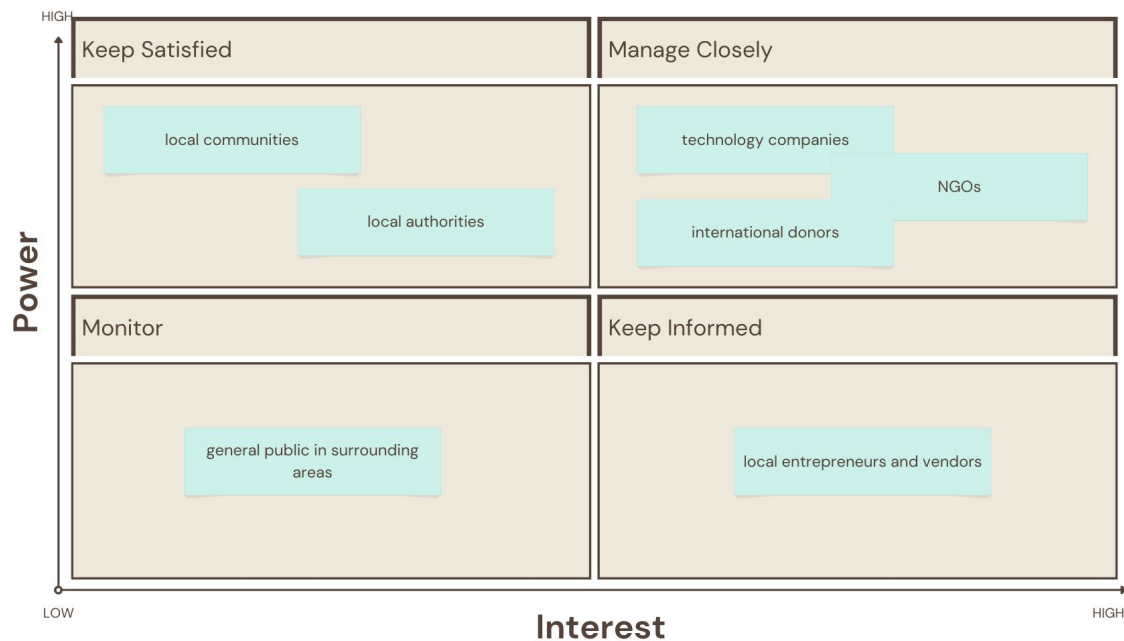 HIGH
Keep Satisfied
Manage Closely
local communities
technology companies
NGOs
local authorities
international donors
Power
Monitor
Keep Informed
general public in surrounding
areas
local entrepreneurs and vendors
LOW
Interest
HIGH